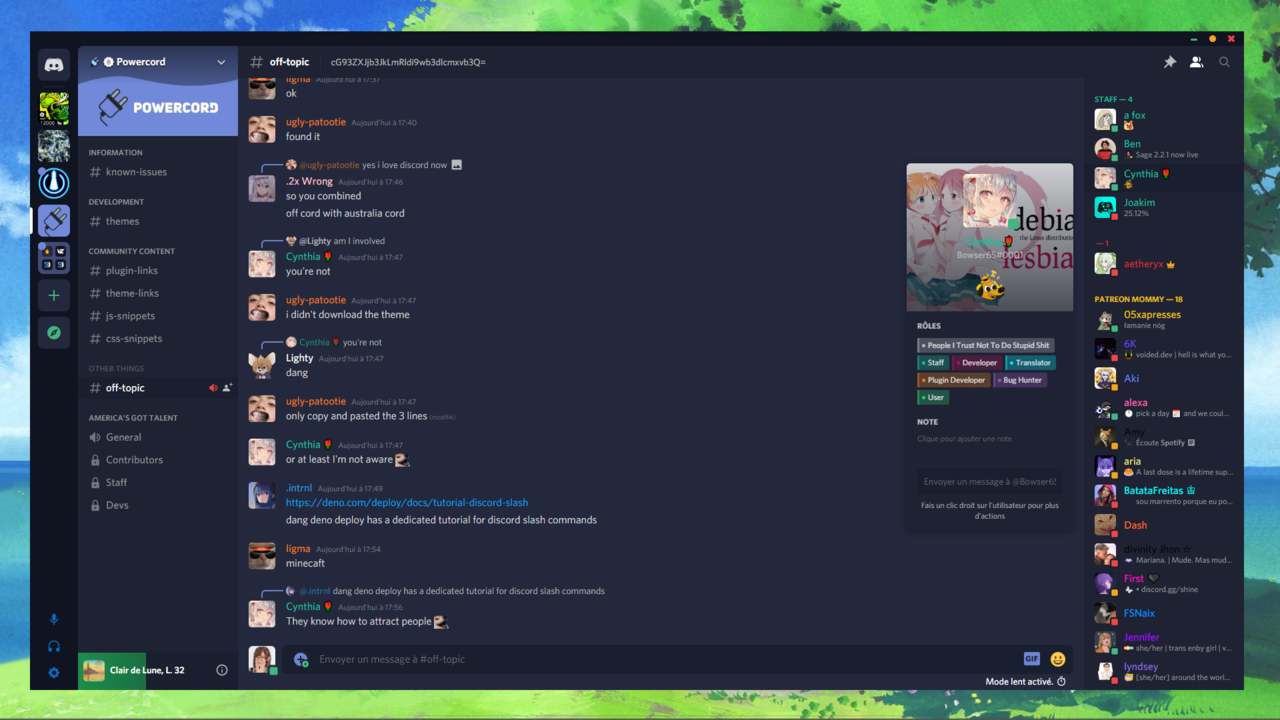 Powercord
POWERCORD
INFORMATION
# known-issues
DEVELOPMENT
# themes
COMMUNITY CONTENT
# plugin-links
# theme-links
# js-snippets
# css-snippets
OTHER THINGS
# off-topic
AMERICA'S GOT TALENT
General
Contributors
Staff
Devs
Clair de Lune, L. 32
# off-topic
ligma Aujourd'hui à 17:37
ok
ugly-patootie Aujourd'hui à 17:40
found it
@ugly-patootie yes i love discord now
.2x Wrong Aujourd'hui à 17:46
so you combined
off cord with australia cord
@Lighty am I involved
Cynthia Aujourd'hui à 17:47
you're not
ugly-patootie Aujourd'hui à 17:47
i didn't download the theme
Cynthia you're not
Lighty Aujourd'hui à 17:47
dang
ugly-patootie Aujourd'hui à 17:47
only copy and pasted the 3 lines (modifié)
Cynthia Aujourd'hui à 17:47
or at least I'm not aware
.intrnl Aujourd'hui à 17:49
https://deno.com/deploy/docs/tutorial-discord-slash
dang deno deploy has a dedicated tutorial for discord slash commands
ligma Aujourd'hui à 17:54
minecaft
@.intrnl dang deno deploy has a dedicated tutorial for discord slash commands
Cynthia Aujourd'hui à 17:56
They know how to attract people
Envoyer un message à #off-topic
GIF
Mode lent activé.
debia
the Linux distributio
lesbia
Cynthia
Bowser65#0001
RÔLES
People I Trust Not To Do Stupid Shit
Staff Developer Translator
Plugin Developer Bug Hunter
User
NOTE
Clique pour ajouter une note
Envoyer un message à @Bowser6
Fais un clic droit sur l'utilisateur pour plus
d'actions
STAFF — 4
a fox
Ben
Sage 2.2.1 now live
Cynthia
Joakim
25.12%
— 1
aetheryx
PATREON MOMMY — 18
05xapresses
łamanie nóg
6K
voided.dev | hell is what yo...
Aki
alexa
pick a day and we coul...
Amy
Écoute Spotify
aria
A last dose is a lifetime sup...
BatataFreitas
sou marrento porque eu po...
Dash
divinity Jhon ☆
Mariana. | Mude. Mas mud...
First
• discord.gg/shine
FSNaix
Jennifer
she/her | trans enby girl | v...
lyndsey
[she/her] around the worl...